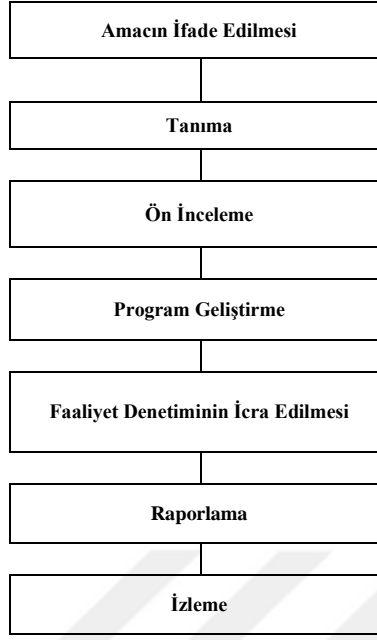 Amacın İfade Edilmesi
Tanıma
Ön İnceleme
Program Geliştirme
Faaliyet Denetiminin İcra Edilmesi
Raporlama
İzleme